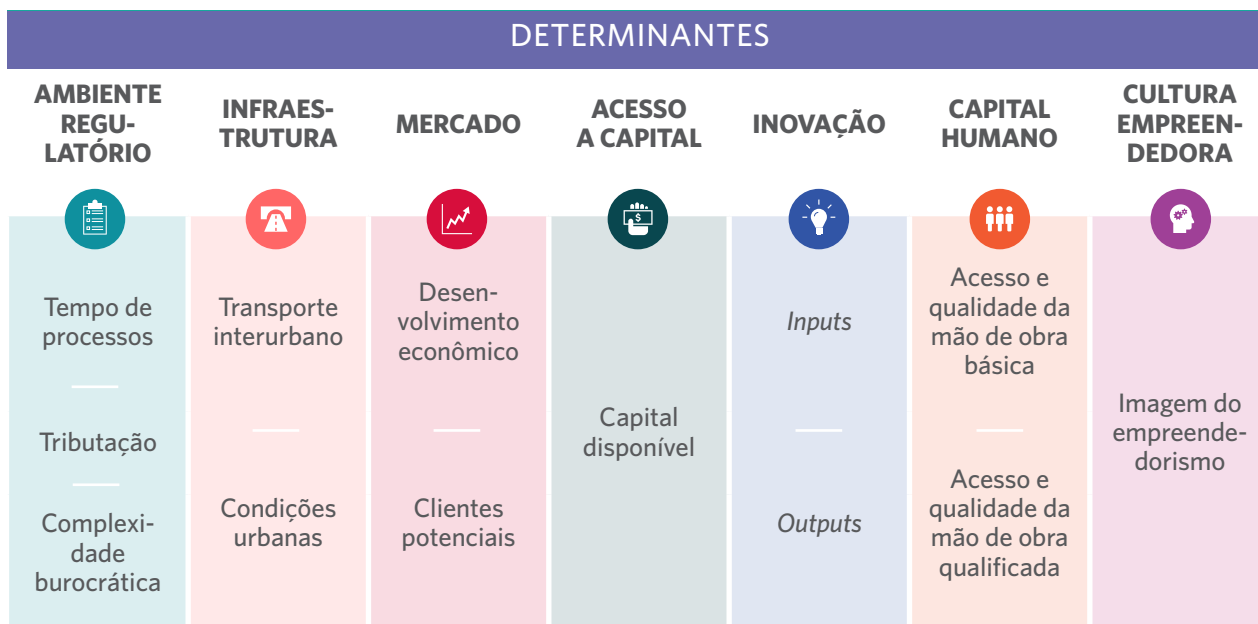 DETERMINANTES
AMBIENTE
REGU-
LATÓRIO
INFRAES-
TRUTURA
MERCADO
ACESSO
A CAPITAL
INOVAÇÃO
CAPITAL
HUMANO
CULTURA
EMPREEN-
DEDORA
$
Tempo de
processos
Tributação
Complexi-
dade
burocrática
Transporte
interurbano
Condições
urbanas
Desen-
volvimento
econômico
Clientes
potenciais
Capital
disponível
Inputs
Outputs
Acesso e
qualidade da
mão de obra
básica
Acesso e
qualidade da
mão de obra
qualificada
Imagem do
empreende-
dorismo